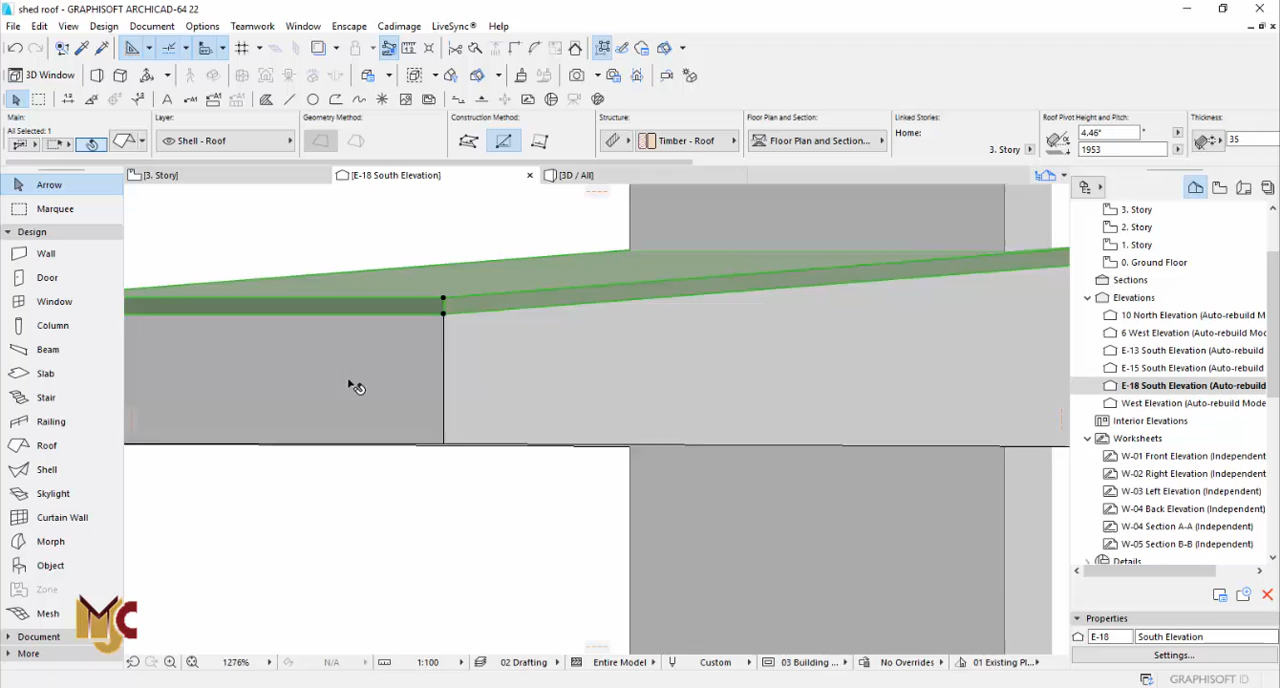 shed roof - GRAPHISOFT ARCHICAD-64 22
File Edit View Design Document Options Teamwork Window Enscape Cadimage LiveSync® Help
3D Window
Main:
All Selected: 1
Layer:
Shell - Roof
Geometry Method:
Construction Method:
Structure:
Timber - Roof
Floor Plan and Section:
Floor Plan and Section...
Linked Stories:
Home:
3. Story
Roof Pivot Height and Pitch:
4.46°
1953
Thickness:
35
Arrow
Marquee
Design
Wall
Door
Window
Column
Beam
Slab
Stair
Railing
Roof
Shell
Skylight
Curtain Wall
Morph
Object
Zone
Mesh
Document
More
[3. Story]
[E-18 South Elevation]
[3D / All]
3. Story
2. Story
1. Story
0. Ground Floor
Sections
Elevations
10 North Elevation (Auto-rebuild M
6 West Elevation (Auto-rebuild Mo
E-13 South Elevation (Auto-rebuild
E-15 South Elevation (Auto-rebuild
E-18 South Elevation (Auto-rebuild
West Elevation (Auto-rebuild Mode
Interior Elevations
Worksheets
W-01 Front Elevation (Independent
W-02 Right Elevation (Independent
W-03 Left Elevation (Independent)
W-04 Back Elevation (Independent
W-04 Section A-A (Independent)
W-05 Section B-B (Independent)
Details
Properties
E-18
South Elevation
Settings...
MJC
1276%
N/A
1:100
02 Drafting
Entire Model
Custom
03 Building ...
No Overrides
01 Existing Pl...
GRAPHISOFT ID